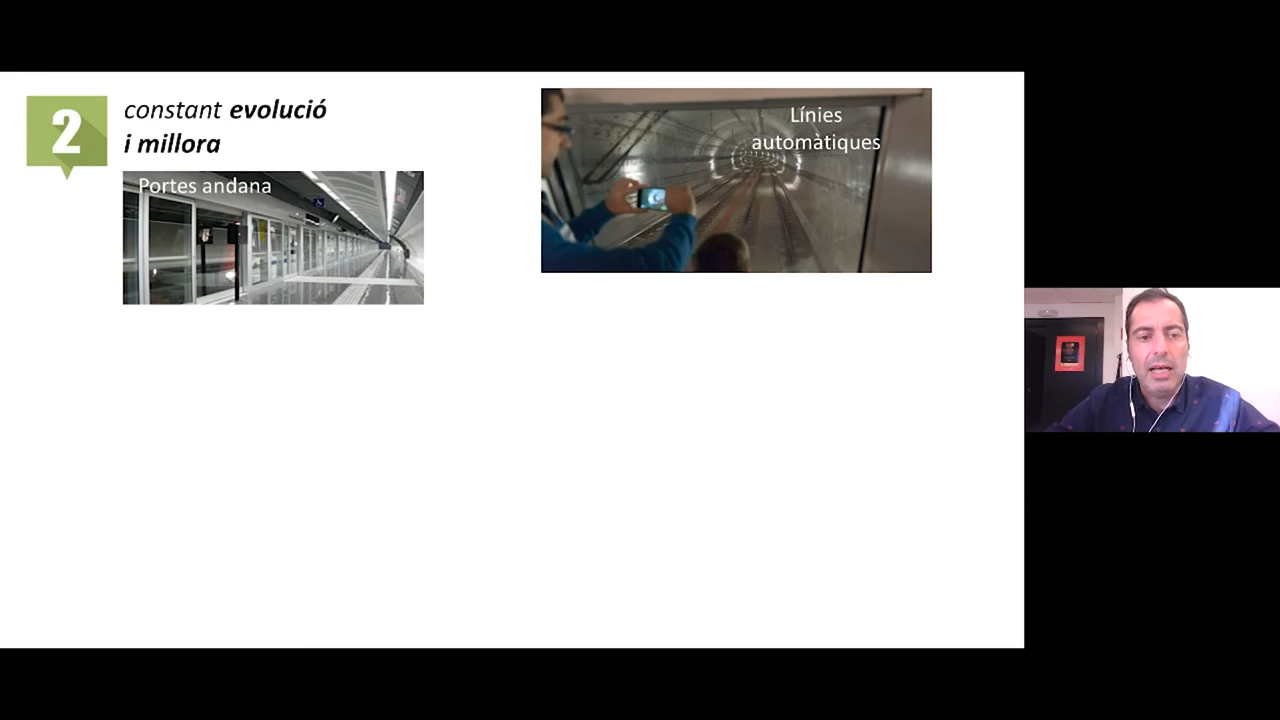 2
constant evolució
i millora
Portes andana
Línies
automàtiques